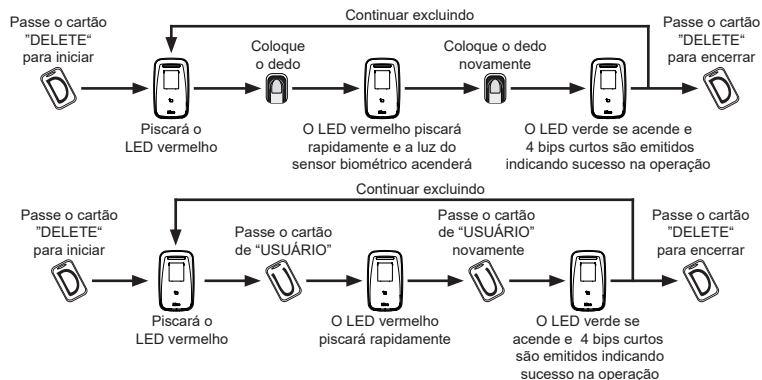 Continuar excluindo
Passe o cartão
"DELETE“
para iniciar
Piscará o
LED vermelho
Coloque
o dedo
O LED vermelho piscará
rapidamente e a luz do
sensor biométrico acenderá
Coloque o dedo
novamente
O LED verde se acende e
4 bips curtos são emitidos
indicando sucesso na operação
Passe o cartão
"DELETE“
para encerrar
Continuar excluindo
Passe o cartão
"DELETE“
para iniciar
Piscará o
LED vermelho
Passe o cartão
de “USUÁRIO”
O LED vermelho
piscará rapidamente
Passe o cartão
de “USUÁRIO”
novamente
O LED verde se
acende e 4 bips curtos
são emitidos indicando
sucesso na operação
Passe o cartão
"DELETE“
para encerrar